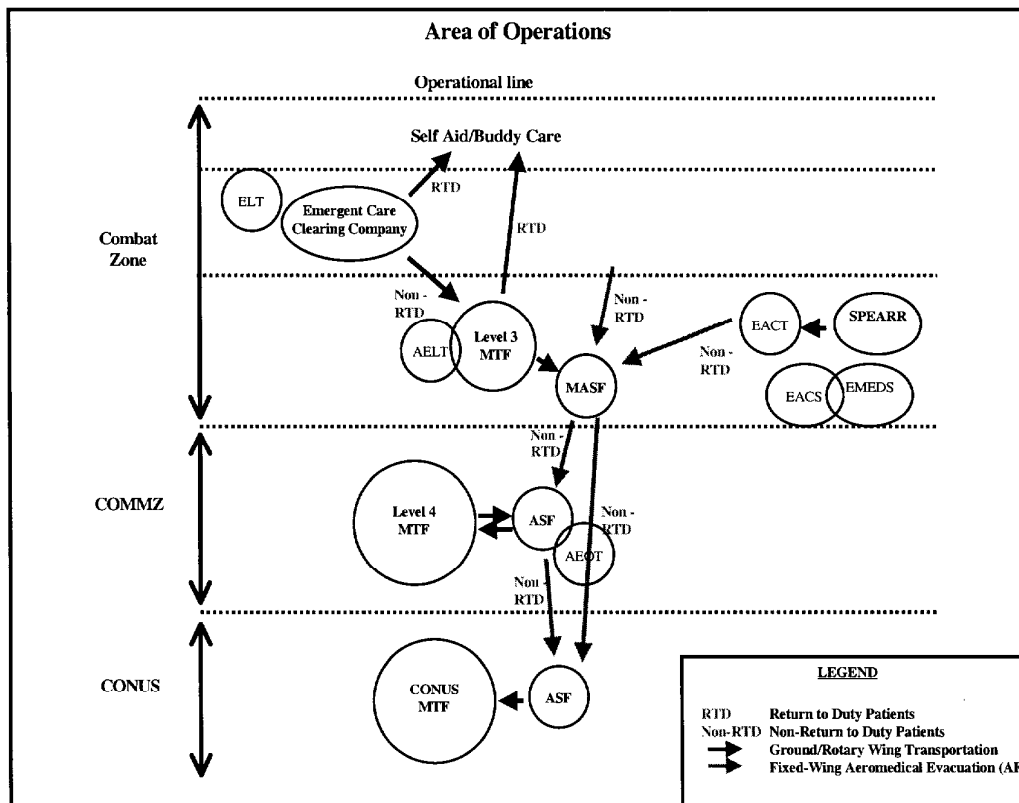 Area of Operations
Operational line
Self Aid/Buddy Care
RTD
ELT
Emergent Care
Clearing Company
RTD
Combat
Zone
Non -
RTD
Non -
RTD
Level 3
MTF
AELT
MASF
EACT
SPEARR
Non -
RTD
EACS
EMEDS
Non -
RTD
COMMZ
Level 4
MTF
ASF
Non -
RTD
AEOT
Non -
RTD
CONUS
CONUS
MTF
ASF
LEGEND
RTD Return to Duty Patients
Non-RTD Non-Return to Duty Patients
Ground/Rotary Wing Transportation
Fixed-Wing Aeromedical Evacuation (AE